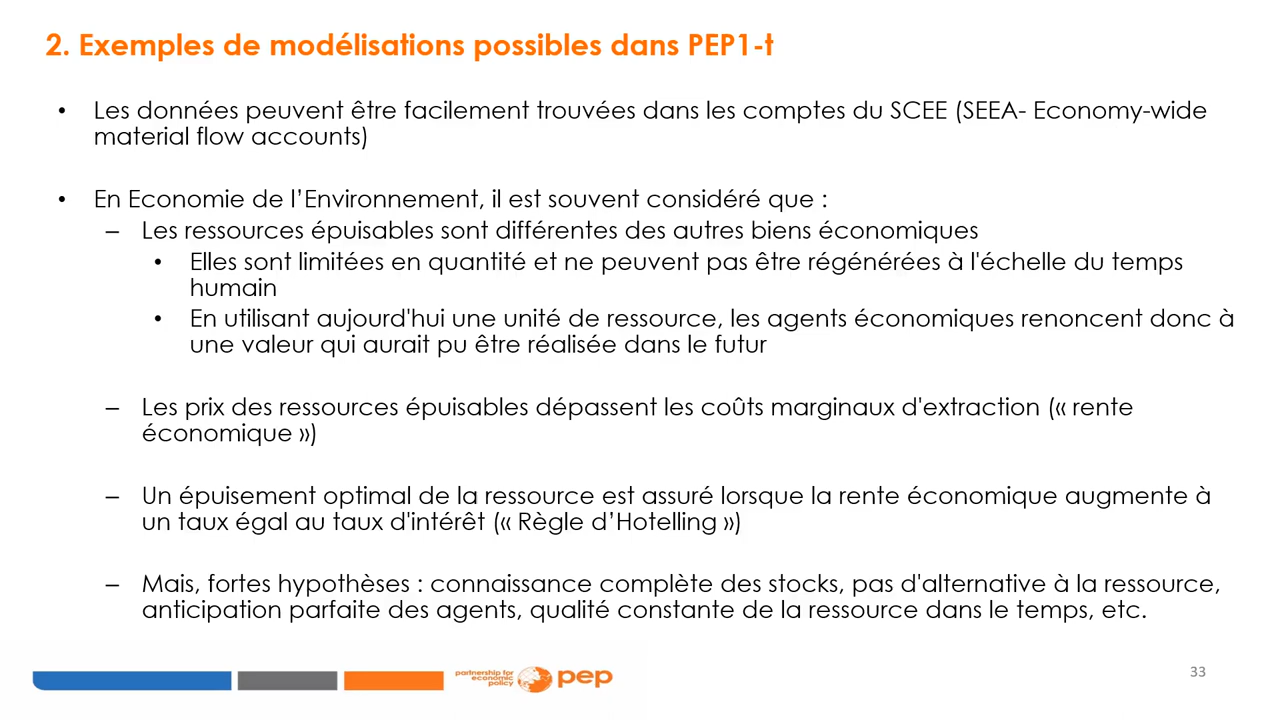 2. Exemples de modélisations possibles dans PEP1-t
• Les données peuvent être facilement trouvées dans les comptes du SCEE (SEEA- Economy-wide
material flow accounts)
• En Economie de l’Environnement, il est souvent considéré que :
– Les ressources épuisables sont différentes des autres biens économiques
• Elles sont limitées en quantité et ne peuvent pas être régénérées à l'échelle du temps
humain
• En utilisant aujourd'hui une unité de ressource, les agents économiques renoncent donc à
une valeur qui aurait pu être réalisée dans le futur
– Les prix des ressources épuisables dépassent les coûts marginaux d'extraction (« rente
économique »)
– Un épuisement optimal de la ressource est assuré lorsque la rente économique augmente à
un taux égal au taux d'intérêt (« Règle d’Hotelling »)
– Mais, fortes hypothèses : connaissance complète des stocks, pas d'alternative à la ressource,
anticipation parfaite des agents, qualité constante de la ressource dans le temps, etc.
partnership for
economic
policy
pep
33